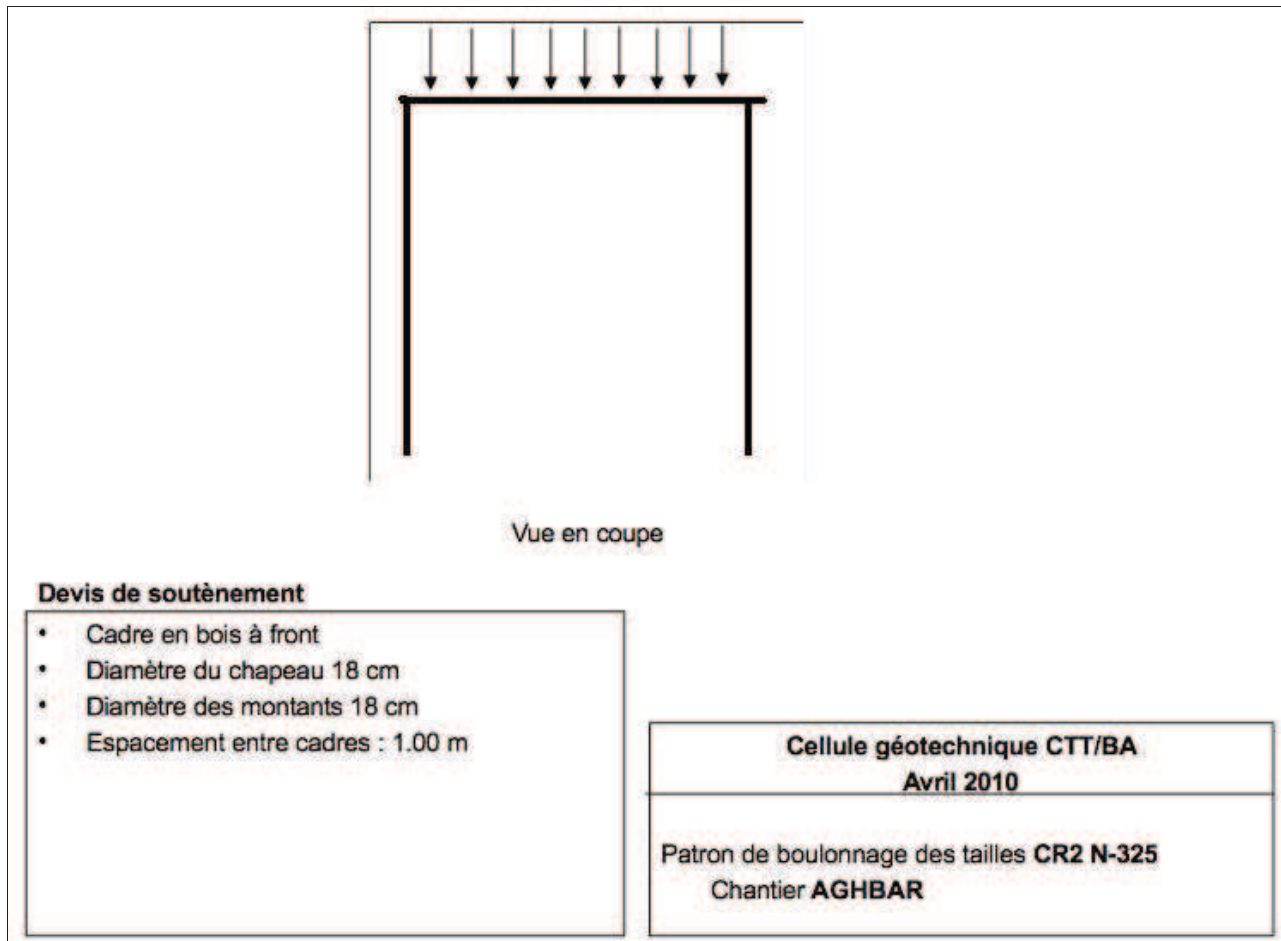 Vue en coupe
Devis de soutènement
• Cadre en bois à front
• Diamètre du chapeau 18 cm
• Diamètre des montants 18 cm
• Espacement entre cadres : 1.00 m
Cellule géotechnique CTT/BA
Avril 2010
Patron de boulonnage des tailles CR2 N-325
Chantier AGHBAR